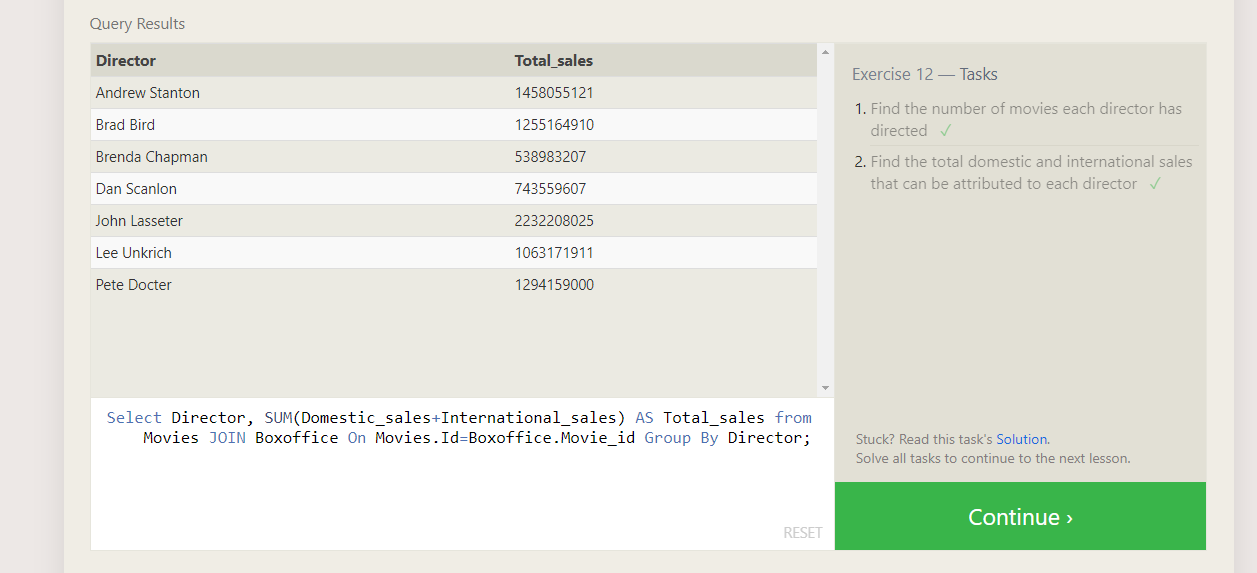 Query Results
Director Total_sales
Andrew Stanton 1458055121
Brad Bird 1255164910
Brenda Chapman 538983207
Dan Scanlon 743559607
John Lasseter 2232208025
Lee Unkrich 1063171911
Pete Docter 1294159000
Select Director, SUM(Domestic_sales+International_sales) AS Total_sales from
Movies JOIN Boxoffice On Movies.Id=Boxoffice.Movie_id Group By Director;
RESET
Exercise 12 — Tasks
1. Find the number of movies each director has
directed ✓
2. Find the total domestic and international sales
that can be attributed to each director ✓
Stuck? Read this task's Solution.
Solve all tasks to continue to the next lesson.
Continue ›